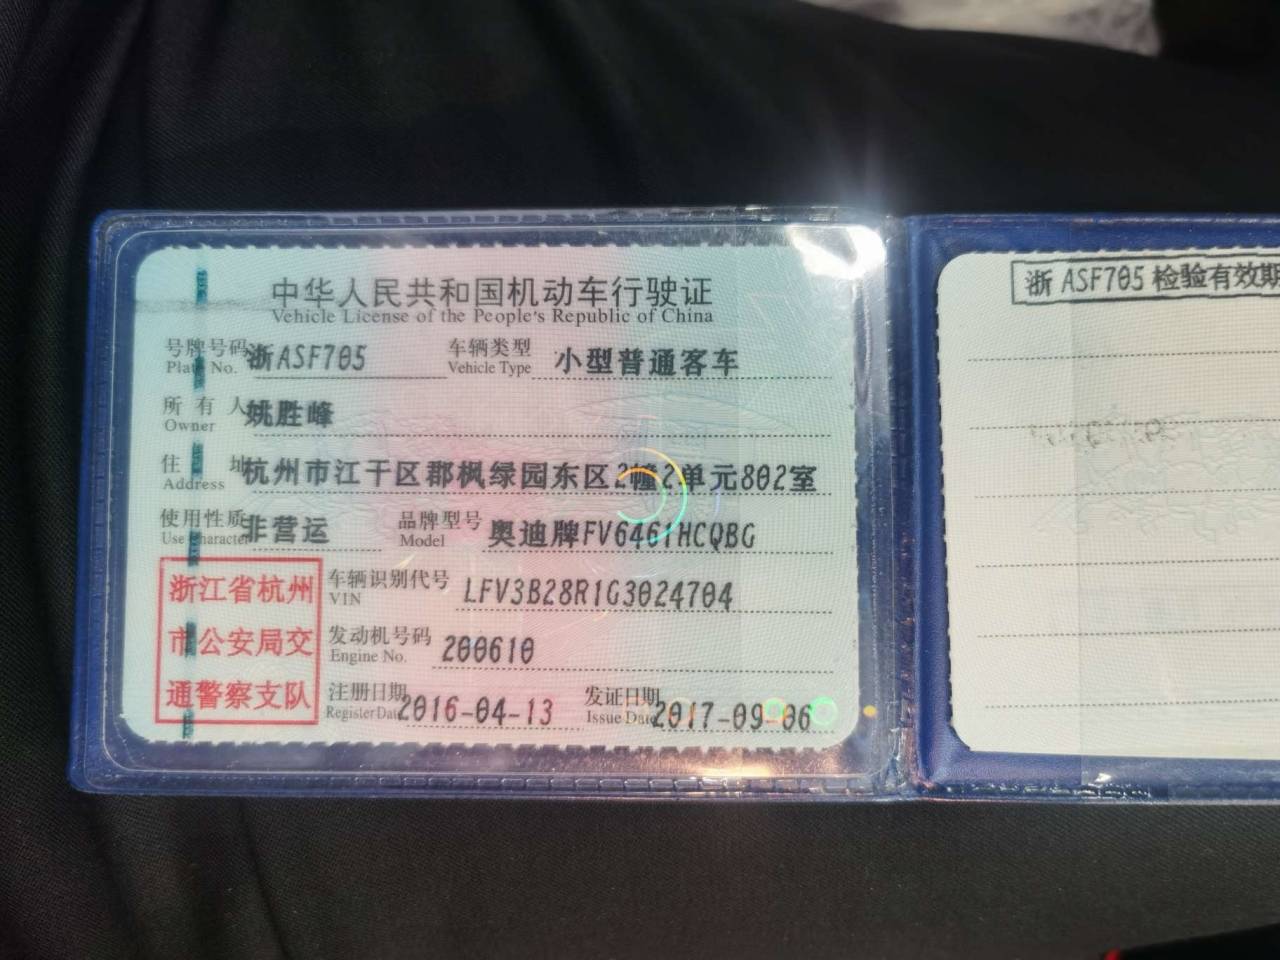 中华人民共和国机动车行驶证
Vehicle License of the People's Republic of China
号牌号码 浙ASF705 车辆类型 小型普通客车
Plate No. Vehicle Type
所有人 姚胜峰
Owner
住址 杭州市江干区郡枫绿园东区2幢2单元802室
Address
使用性质 非营运 品牌型号 奥迪牌FV6461HCQBG
Use Character Model
浙江省杭州
市公安局交
通警察支队
车辆识别代号 LFV3B28R1G3024704
VIN
发动机号码 200610
Engine No.
注册日期 2016-04-13 发证日期 2017-09-06
Register Date Issue Date
浙ASF705检验有效期